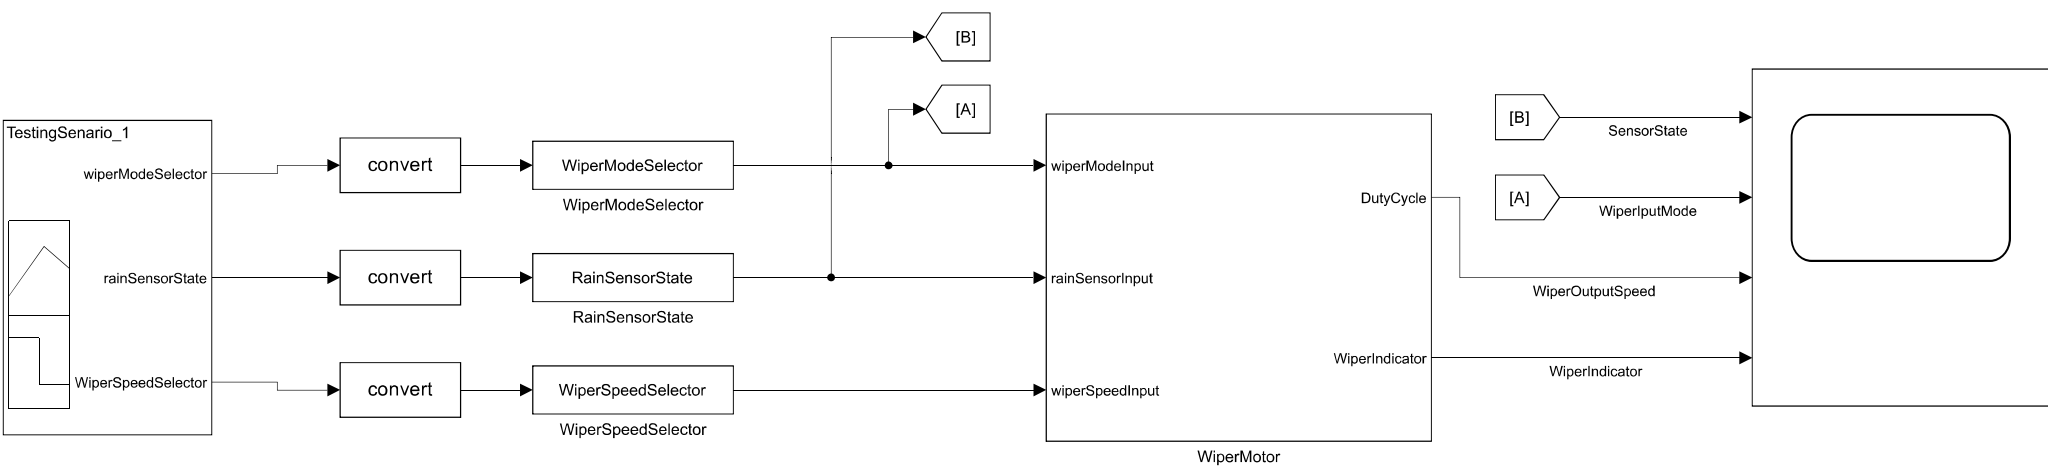 TestingSenario_1
wiperModeSelector
rainSensorState
WiperSpeedSelector
convert
convert
convert
WiperModeSelector
WiperModeSelector
RainSensorState
RainSensorState
WiperSpeedSelector
WiperSpeedSelector
[B]
[A]
wiperModeInput
rainSensorInput
wiperSpeedInput
DutyCycle
WiperIndicator
WiperMotor
[B]
SensorState
[A]
WiperIputMode
WiperOutputSpeed
WiperIndicator